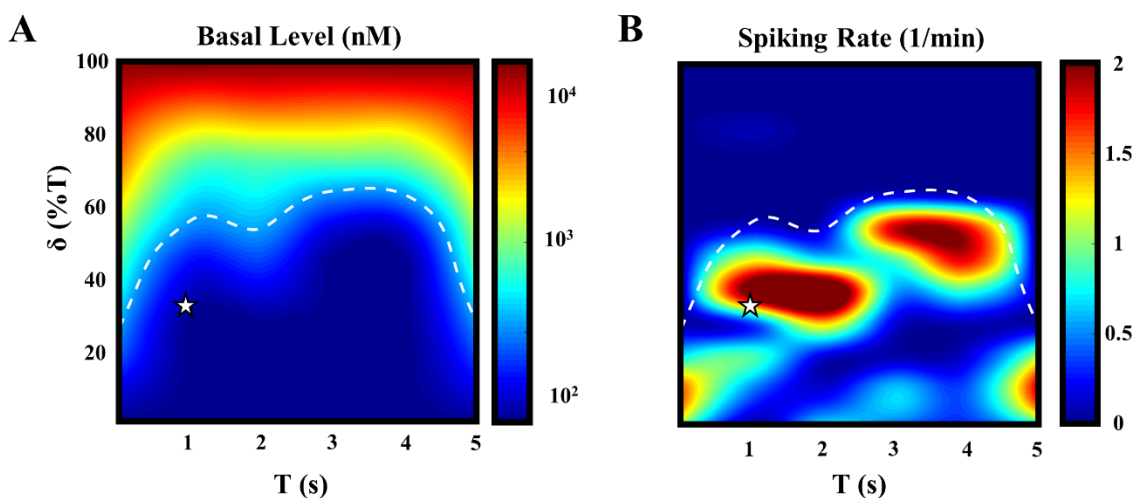 A
Basal Level (nM)
100
80
60
40
20
δ (%T)
1 2 3 4 5
T (s)
10⁴
10³
10²
B
Spiking Rate (1/min)
1 2 3 4 5
T (s)
2
1.5
1
0.5
0